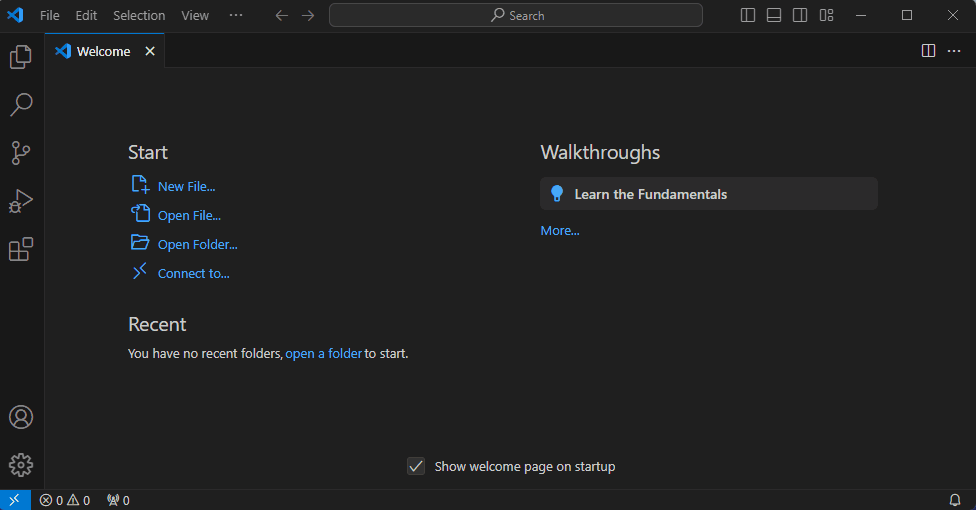 File Edit Selection View ··· Search
Welcome
Start
New File...
Open File...
Open Folder...
Connect to...
Recent
You have no recent folders, open a folder to start.
Walkthroughs
Learn the Fundamentals
More...
Show welcome page on startup
0 0 0